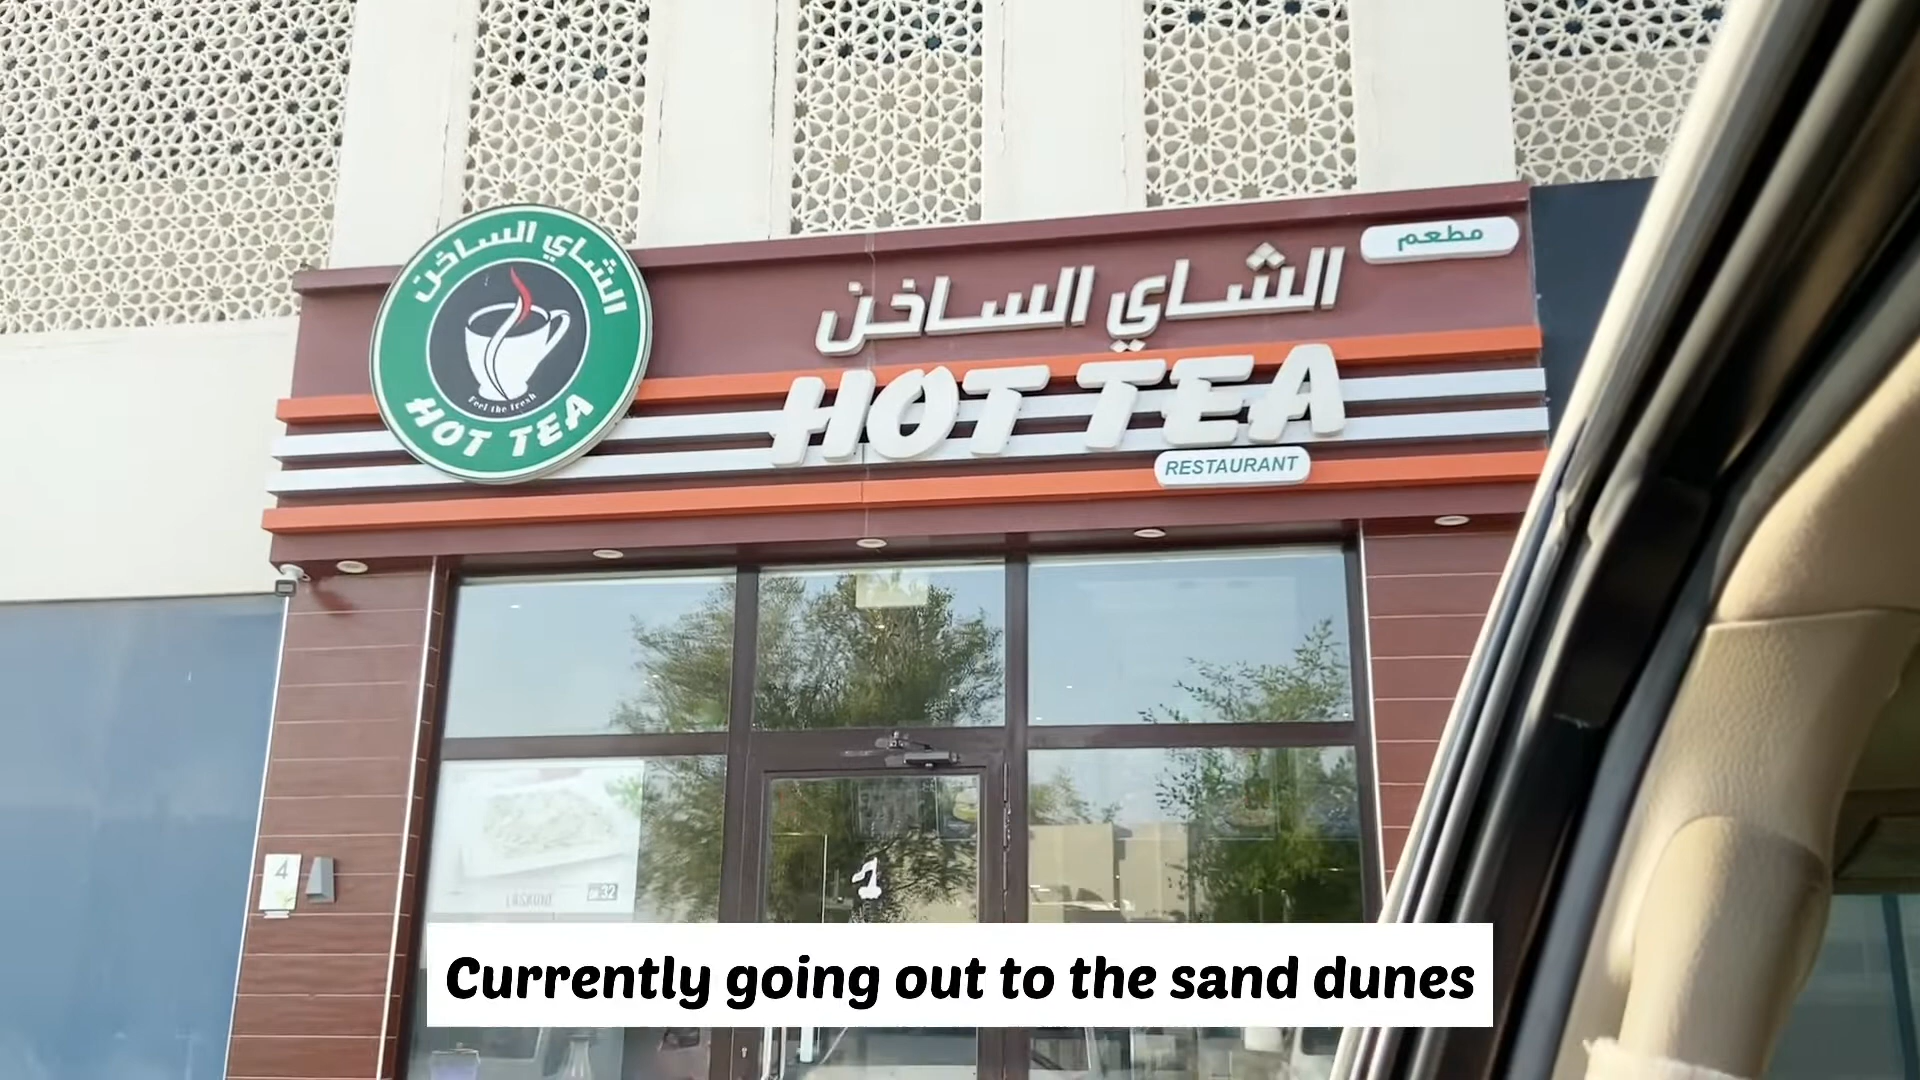 الشاي الساخن
Feel the fresh
HOT TEA
مطعم
الشاي الساخن
HOT TEA
RESTAURANT
4
32
Currently going out to the sand dunes